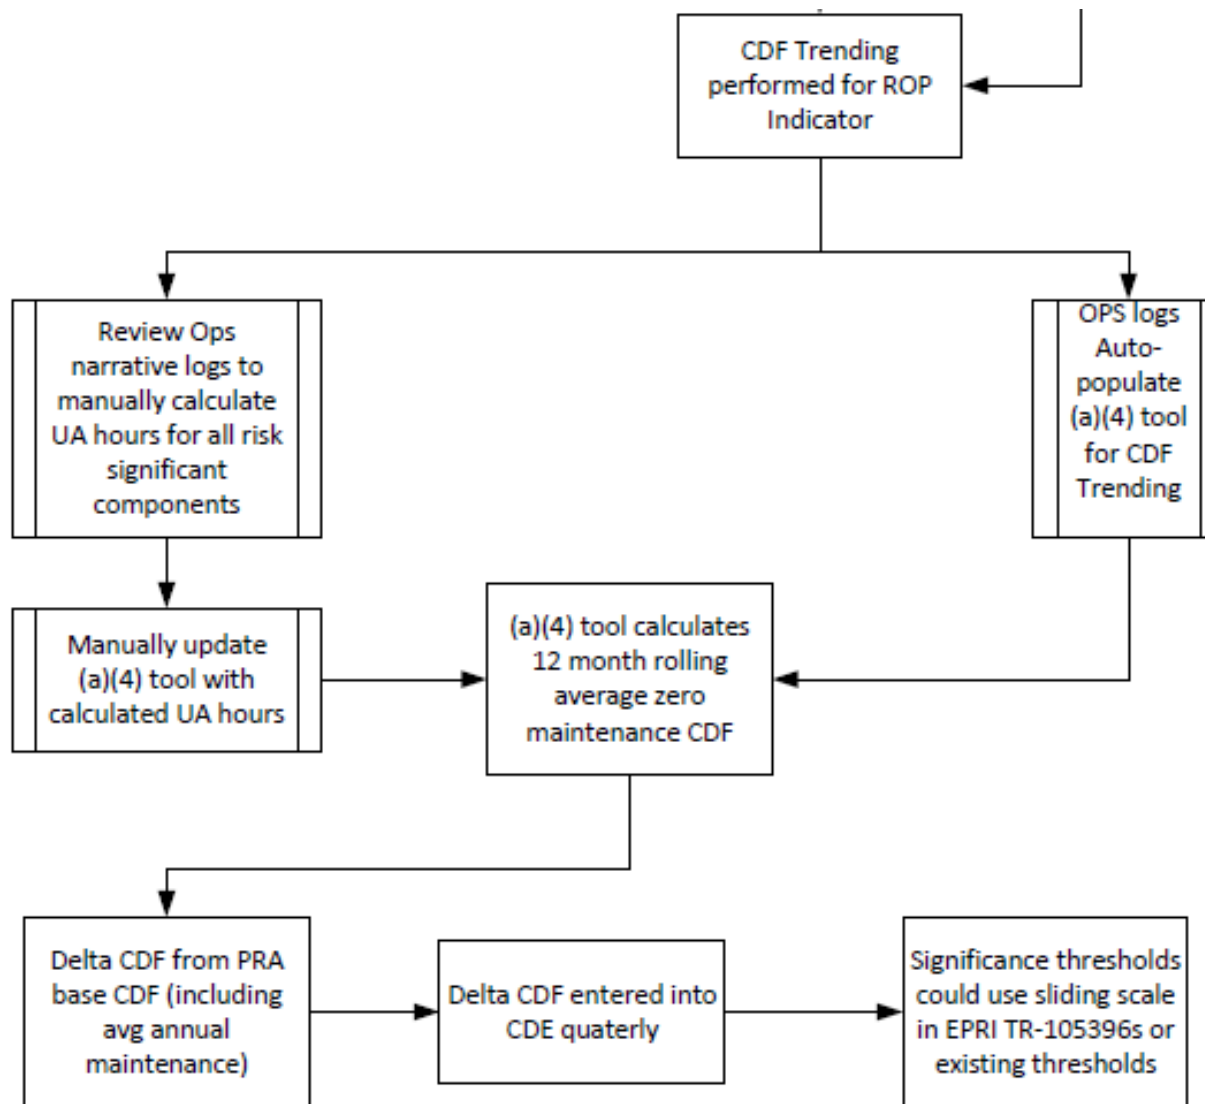 CDF Trending
performed for ROP
Indicator
Review Ops
narrative logs to
manually calculate
UA hours for all risk
significant
components
OPS logs
Auto-
populate
(a)(4) tool
for CDF
Trending
Manually update
(a)(4) tool with
calculated UA hours
(a)(4) tool calculates
12 month rolling
average zero
maintenance CDF
Delta CDF from PRA
base CDF (including
avg annual
maintenance)
Delta CDF entered into
CDE quaterly
Significance thresholds
could use sliding scale
in EPRI TR-105396s or
existing thresholds